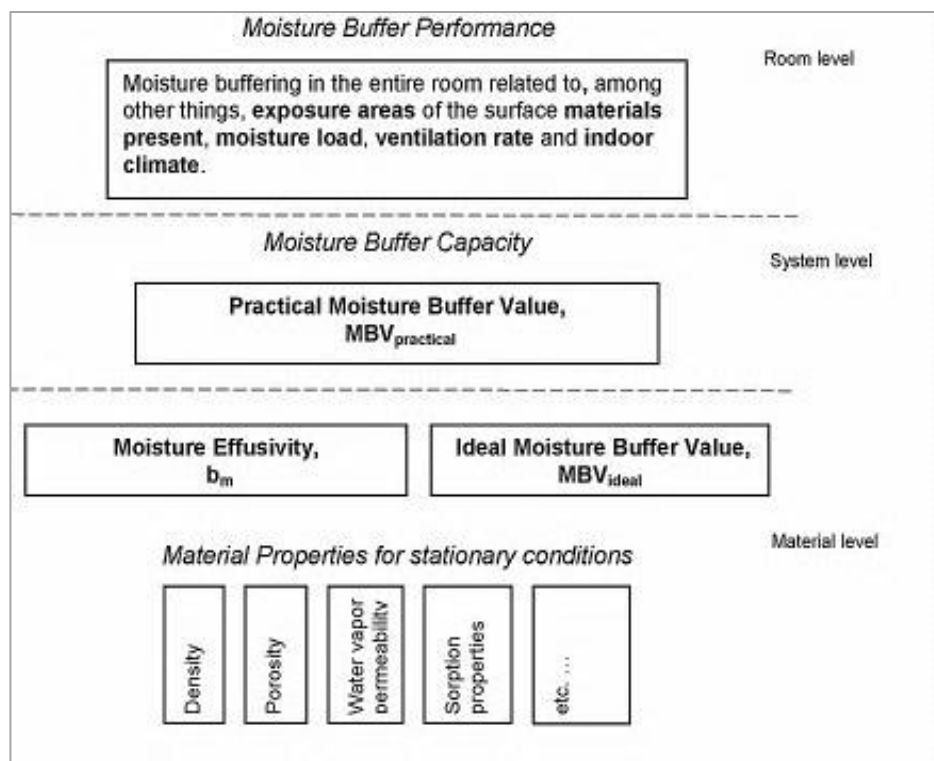 Moisture Buffer Performance
Room level
Moisture buffering in the entire room related to, among
other things, exposure areas of the surface materials
present, moisture load, ventilation rate and indoor
climate.
Moisture Buffer Capacity
System level
Practical Moisture Buffer Value,
MBVpractical
Moisture Effusivity,
bm
Ideal Moisture Buffer Value,
MBVideal
Material level
Material Properties for stationary conditions
Density
Porosity
Water vapor
permeability
Sorption
properties
etc. ...